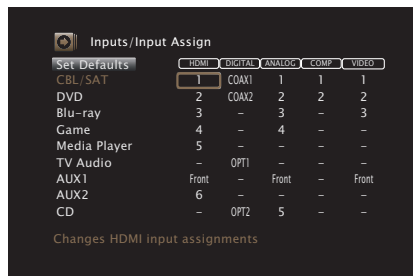 Inputs/Input Assign
Set Defaults HDMI DIGITAL ANALOG COMP VIDEO
CBL/SAT 1 COAX1 1 1 1
DVD 2 COAX2 2 2 2
Blu-ray 3 – 3 – 3
Game 4 – 4 – –
Media Player 5 – – – –
TV Audio – OPT1 – – –
AUX1 Front – Front – Front
AUX2 6 – – – –
CD – OPT2 5 – –
Changes HDMI input assignments